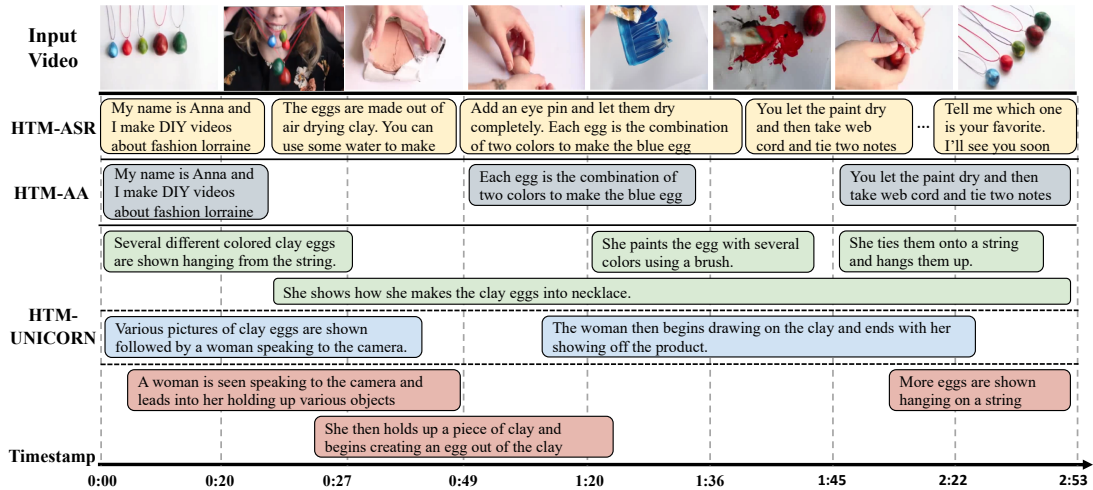 Input
Video
HTM-ASR
My name is Anna and
I make DIY videos
about fashion lorraine
The eggs are made out of
air drying clay. You can
use some water to make
Add an eye pin and let them dry
completely. Each egg is the combination
of two colors to make the blue egg
You let the paint dry
and then take web
cord and tie two notes
...
Tell me which one
is your favorite.
I'll see you soon
HTM-AA
My name is Anna and
I make DIY videos
about fashion lorraine
Each egg is the combination of
two colors to make the blue egg
You let the paint dry and then
take web cord and tie two notes
HTM-
UNICORN
Several different colored clay eggs
are shown hanging from the string.
She paints the egg with several
colors using a brush.
She ties them onto a string
and hangs them up.
She shows how she makes the clay eggs into necklace.
Various pictures of clay eggs are shown
followed by a woman speaking to the camera.
The woman then begins drawing on the clay and ends with her
showing off the product.
A woman is seen speaking to the camera and
leads into her holding up various objects
More eggs are shown
hanging on a string
She then holds up a piece of clay and
begins creating an egg out of the clay
Timestamp
0:00 0:20 0:27 0:49 1:20 1:36 1:45 2:22 2:53